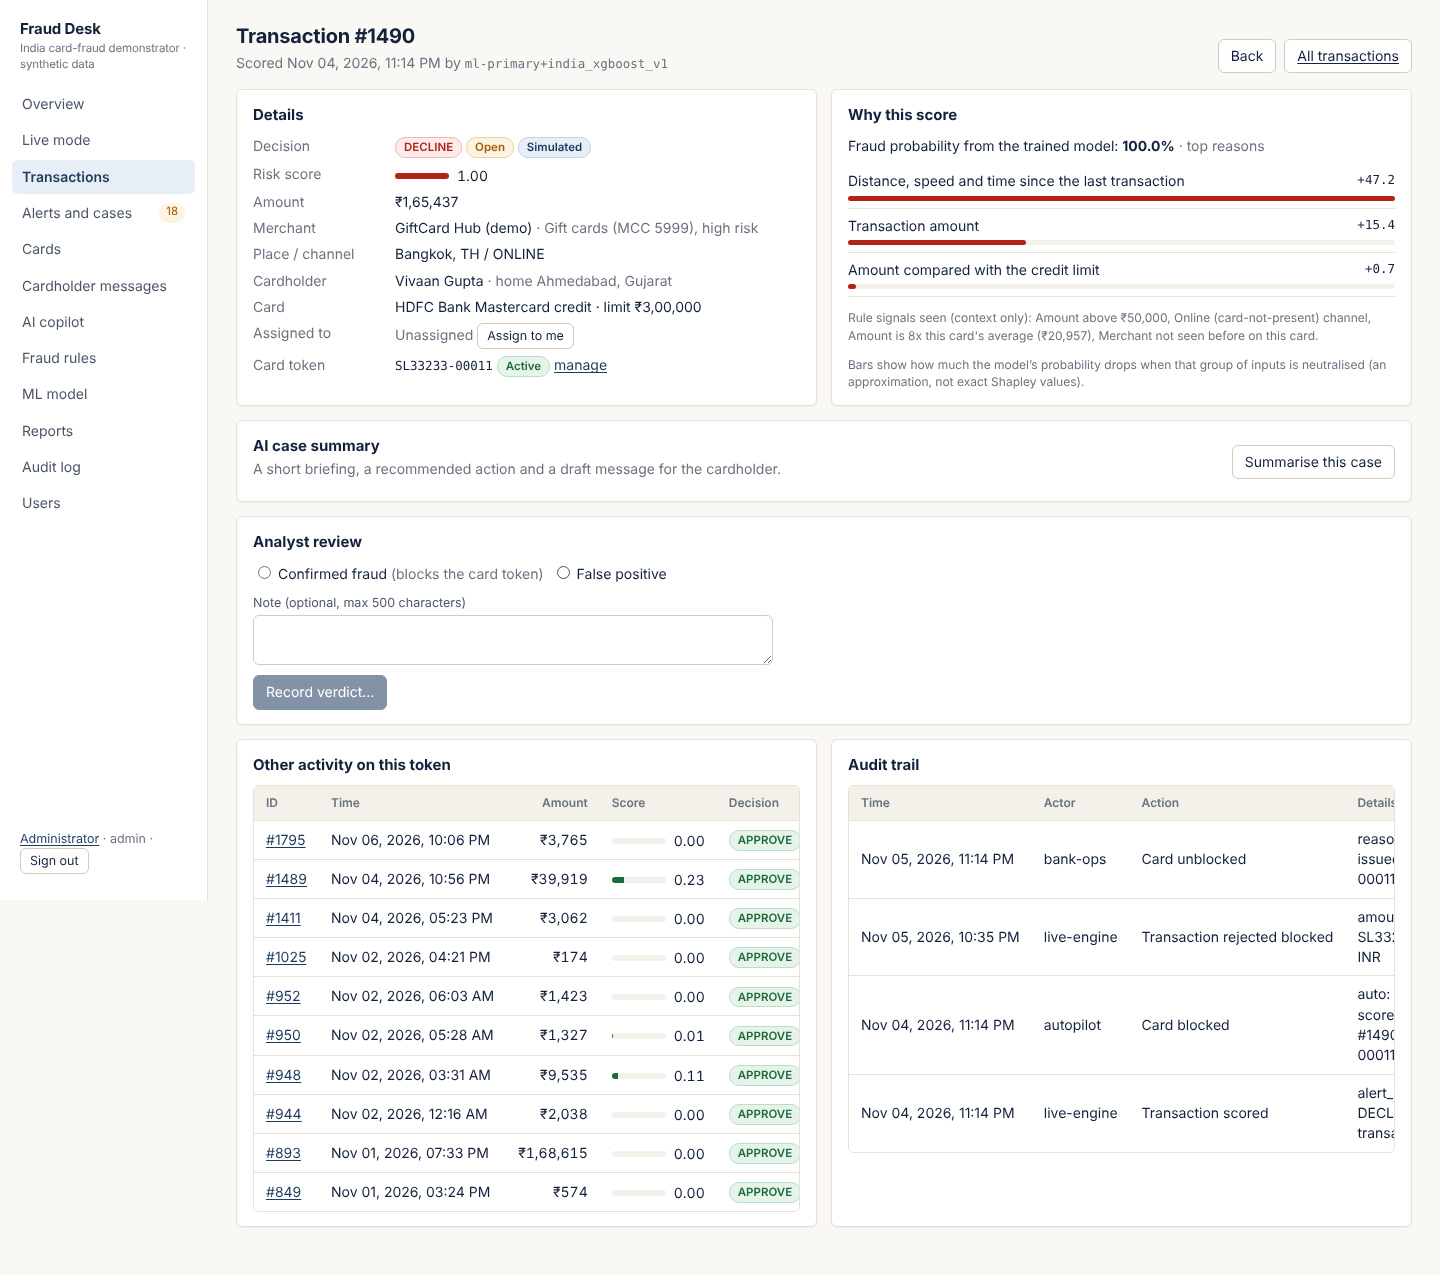 Fraud Desk
India card-fraud demonstrator ·
synthetic data
Overview
Live mode
Transactions
Alerts and cases 18
Cards
Cardholder messages
AI copilot
Fraud rules
ML model
Reports
Audit log
Users
Administrator · admin ·
Sign out
Transaction #1490
Scored Nov 04, 2026, 11:14 PM by ml-primary+india_xgboost_v1
Back All transactions
Details
Decision DECLINE Open Simulated
Risk score 1.00
Amount ₹1,65,437
Merchant GiftCard Hub (demo) · Gift cards (MCC 5999), high risk
Place / channel Bangkok, TH / ONLINE
Cardholder Vivaan Gupta · home Ahmedabad, Gujarat
Card HDFC Bank Mastercard credit · limit ₹3,00,000
Assigned to Unassigned Assign to me
Card token SL33233-00011 Active manage
Why this score
Fraud probability from the trained model: 100.0% · top reasons
Distance, speed and time since the last transaction +47.2
Transaction amount +15.4
Amount compared with the credit limit +0.7
Rule signals seen (context only): Amount above ₹50,000, Online (card-not-present) channel,
Amount is 8x this card's average (₹20,957), Merchant not seen before on this card.
Bars show how much the model’s probability drops when that group of inputs is neutralised (an
approximation, not exact Shapley values).
AI case summary
A short briefing, a recommended action and a draft message for the cardholder.
Summarise this case
Analyst review
Confirmed fraud (blocks the card token) False positive
Note (optional, max 500 characters)
Record verdict...
Other activity on this token
ID Time Amount Score Decision
#1795 Nov 06, 2026, 10:06 PM ₹3,765 0.00 APPROVE
#1489 Nov 04, 2026, 10:56 PM ₹39,919 0.23 APPROVE
#1411 Nov 04, 2026, 05:23 PM ₹3,062 0.00 APPROVE
#1025 Nov 02, 2026, 04:21 PM ₹174 0.00 APPROVE
#952 Nov 02, 2026, 06:03 AM ₹1,423 0.00 APPROVE
#950 Nov 02, 2026, 05:28 AM ₹1,327 0.01 APPROVE
#948 Nov 02, 2026, 03:31 AM ₹9,535 0.11 APPROVE
#944 Nov 02, 2026, 12:16 AM ₹2,038 0.00 APPROVE
#893 Nov 01, 2026, 07:33 PM ₹1,68,615 0.00 APPROVE
#849 Nov 01, 2026, 03:24 PM ₹574 0.00 APPROVE
Audit trail
Time Actor Action Details
Nov 05, 2026, 11:14 PM bank-ops Card unblocked
reaso
issued
00011
Nov 05, 2026, 10:35 PM live-engine Transaction rejected blocked
amou
SL332
INR
Nov 04, 2026, 11:14 PM autopilot Card blocked
auto:
score
#1490
00011
Nov 04, 2026, 11:14 PM live-engine Transaction scored
alert_
DECL
transa